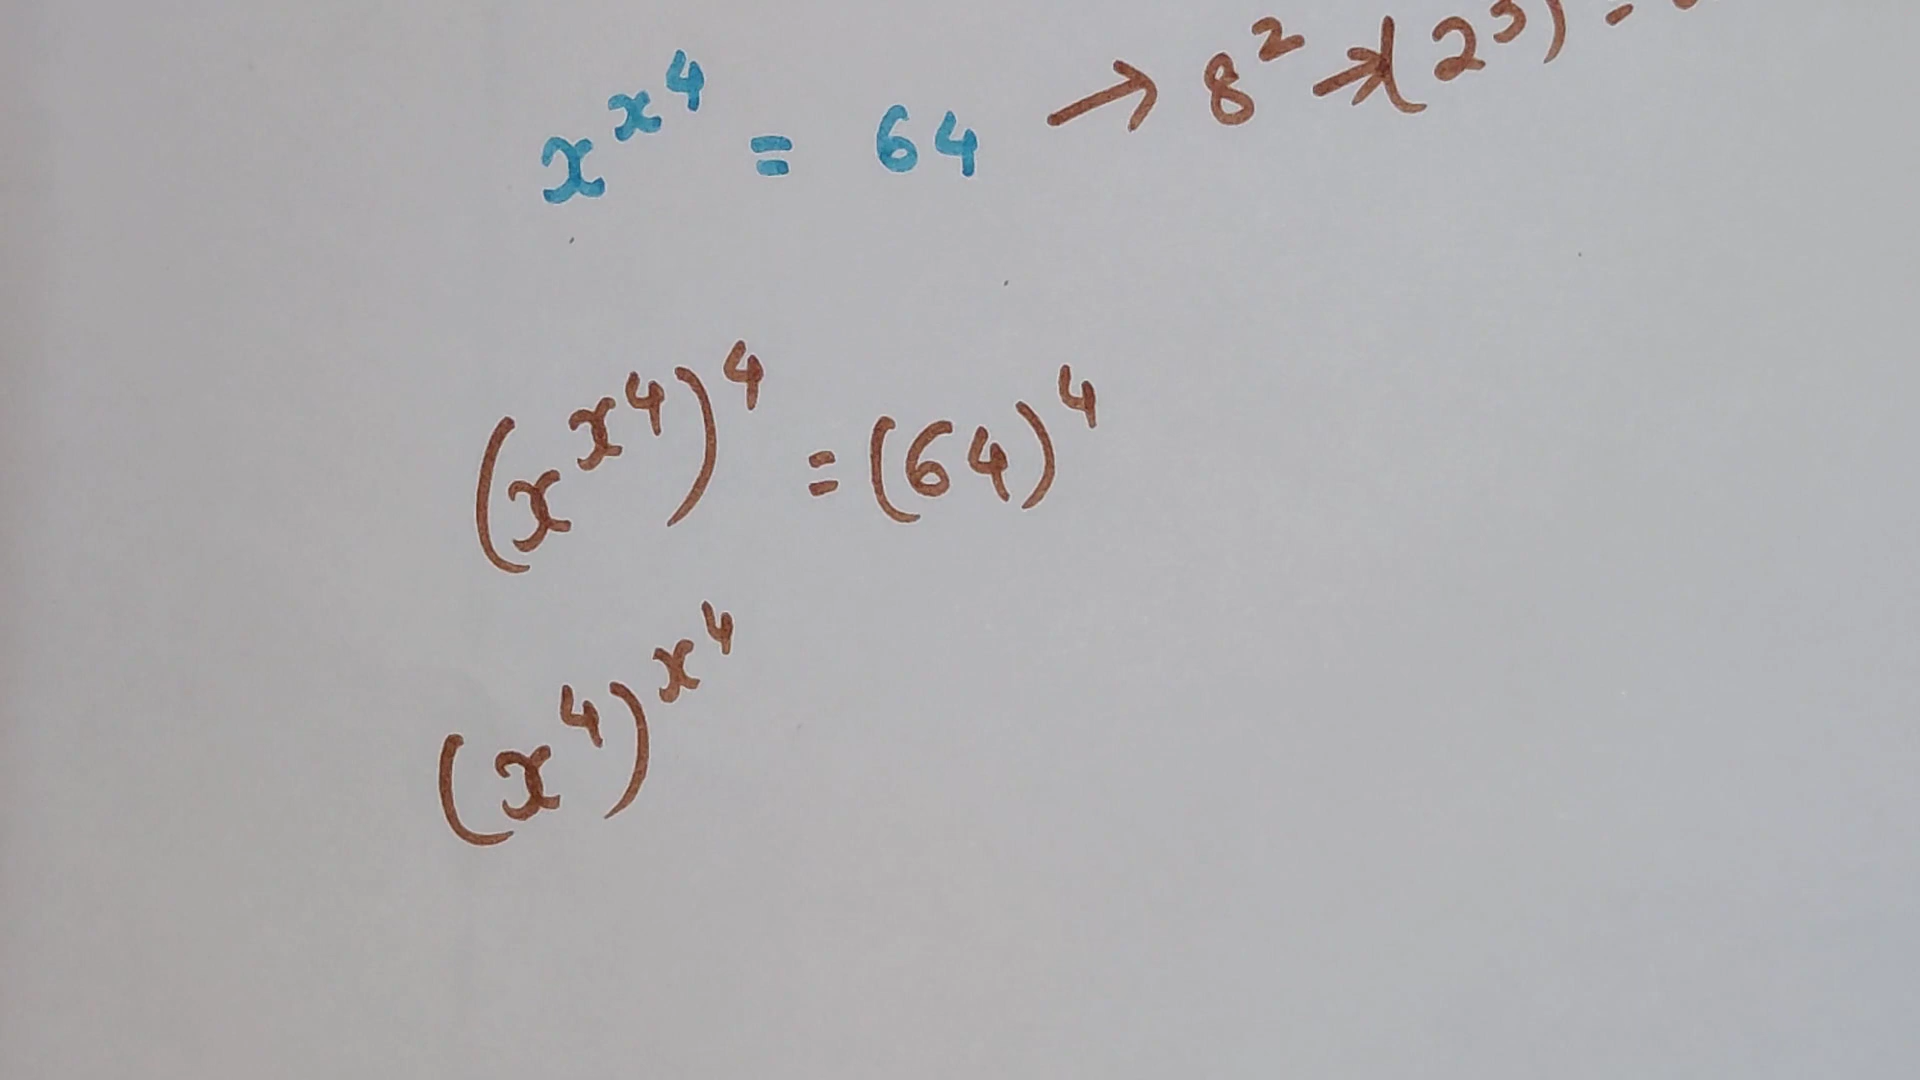 x^{x^4} = 64 → 8^2 → (2^3)
(x^{x^4})^4 = (64)^4
(x^4)^{x^4}